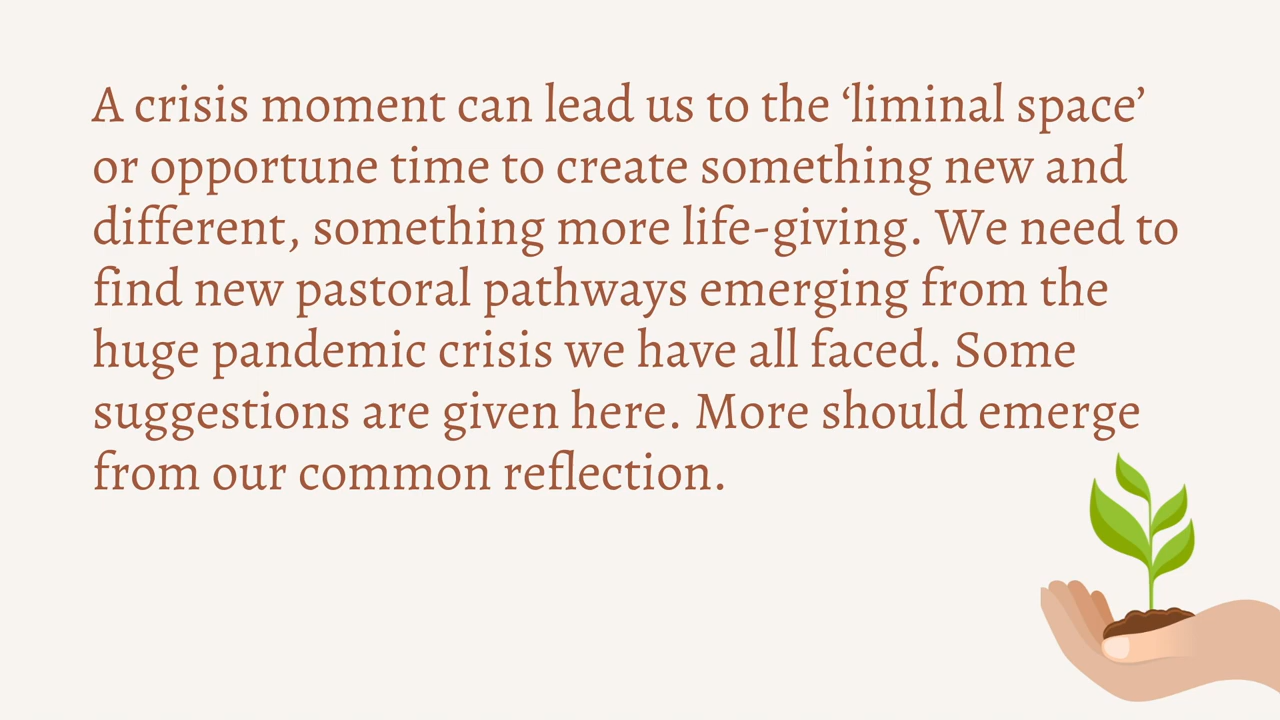 A crisis moment can lead us to the ‘liminal space’
or opportune time to create something new and
different, something more life-giving. We need to
find new pastoral pathways emerging from the
huge pandemic crisis we have all faced. Some
suggestions are given here. More should emerge
from our common reflection.